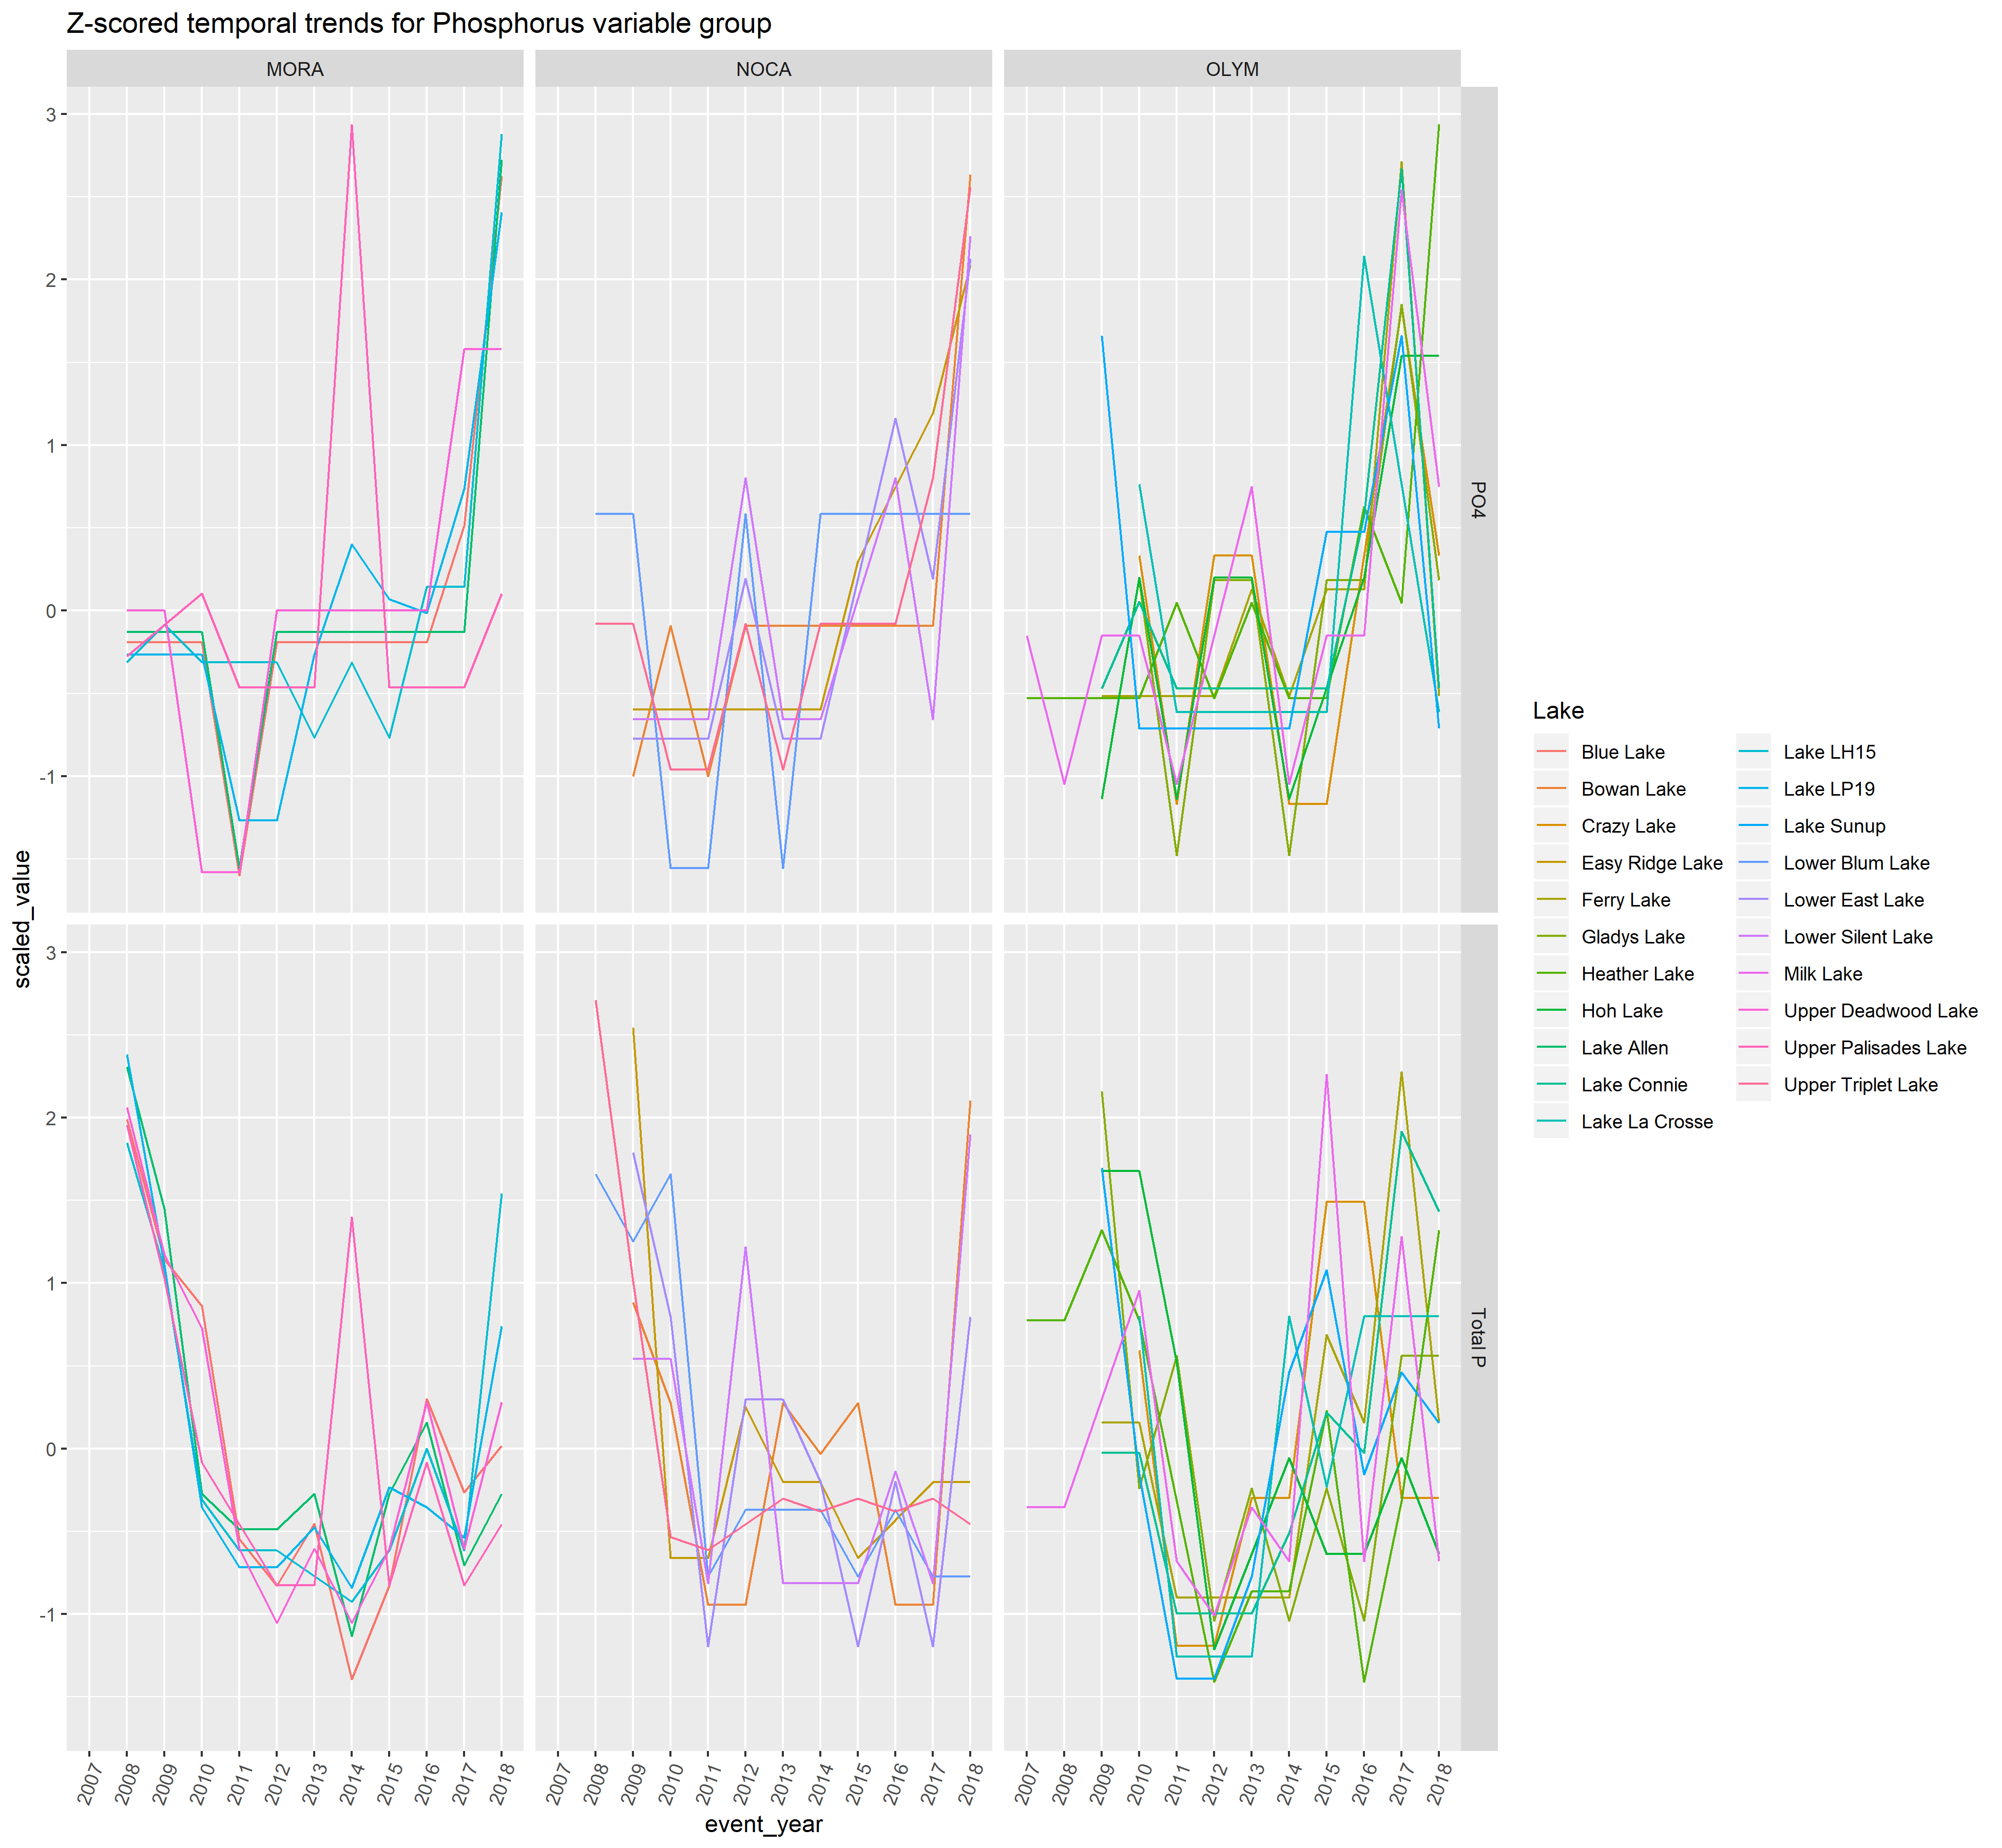 Z-scored temporal trends for Phosphorus variable group
MORA
NOCA
OLYM
3
2
1
0
-1
PO4
3
2
1
0
-1
Total P
scaled_value
2007
2008
2009
2010
2011
2012
2013
2014
2015
2016
2017
2018
2007
2008
2009
2010
2011
2012
2013
2014
2015
2016
2017
2018
2007
2008
2009
2010
2011
2012
2013
2014
2015
2016
2017
2018
event_year
Lake
Blue Lake
Bowan Lake
Crazy Lake
Easy Ridge Lake
Ferry Lake
Gladys Lake
Heather Lake
Hoh Lake
Lake Allen
Lake Connie
Lake La Crosse
Lake LH15
Lake LP19
Lake Sunup
Lower Blum Lake
Lower East Lake
Lower Silent Lake
Milk Lake
Upper Deadwood Lake
Upper Palisades Lake
Upper Triplet Lake